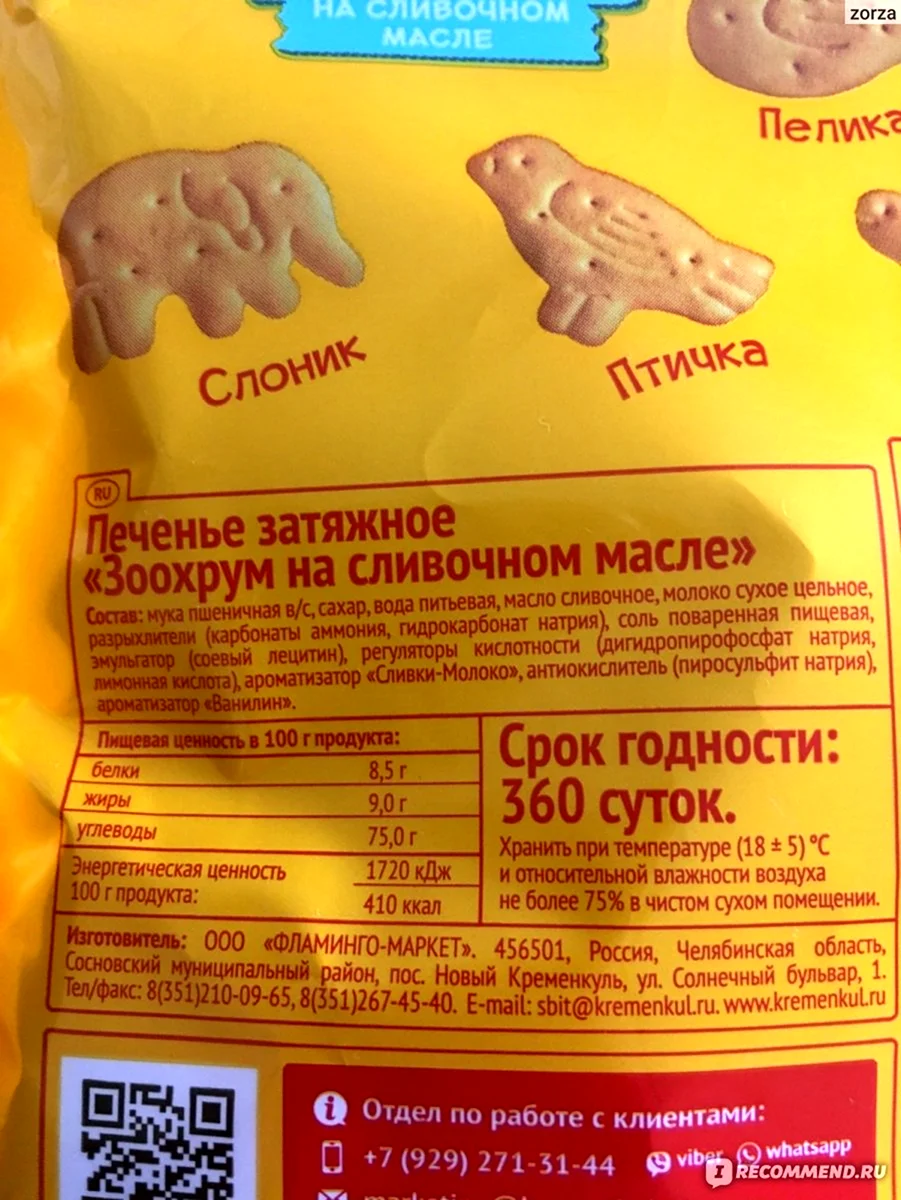 zorza
НА СЛИВОЧНОМ
МАСЛЕ
Слоник
Птичка
RU
Печенье затяжное
«Зоохрум на сливочном масле»
Состав: мука пшеничная в/с, сахар, вода питьевая, масло сливочное, молоко сухое цельное,
разрыхлители (карбонаты аммония, гидрокарбонат натрия), соль поваренная пищевая,
эмульгатор (соевый лецитин), регуляторы кислотности (дигидропирофосфат натрия,
лимонная кислота), ароматизатор «Сливки-Молоко», антиокислитель (пиросульфит натрия),
ароматизатор «Ванилин».
Пищевая ценность в 100 г продукта:
белки 8,5 г
жиры 9,0 г
углеводы 75,0 г
Энергетическая ценность 1720 кДж
100 г продукта: 410 ккал
Срок годности:
360 суток.
Хранить при температуре (18 ± 5) °С
и относительной влажности воздуха
не более 75% в чистом сухом помещении.
Изготовитель: ООО «ФЛАМИНГО-МАРКЕТ». 456501, Россия, Челябинская область,
Сосновский муниципальный район, пос. Новый Кременкуль, ул. Солнечный бульвар, 1.
Тел/факс: 8(351)210-09-65, 8(351)267-45-40. E-mail: sbit@kremenkul.ru. www.kremenkul.ru
Отдел по работе с клиентами:
+7 (929) 271-31-44 viber whatsapp
IRECOMMEND.RU